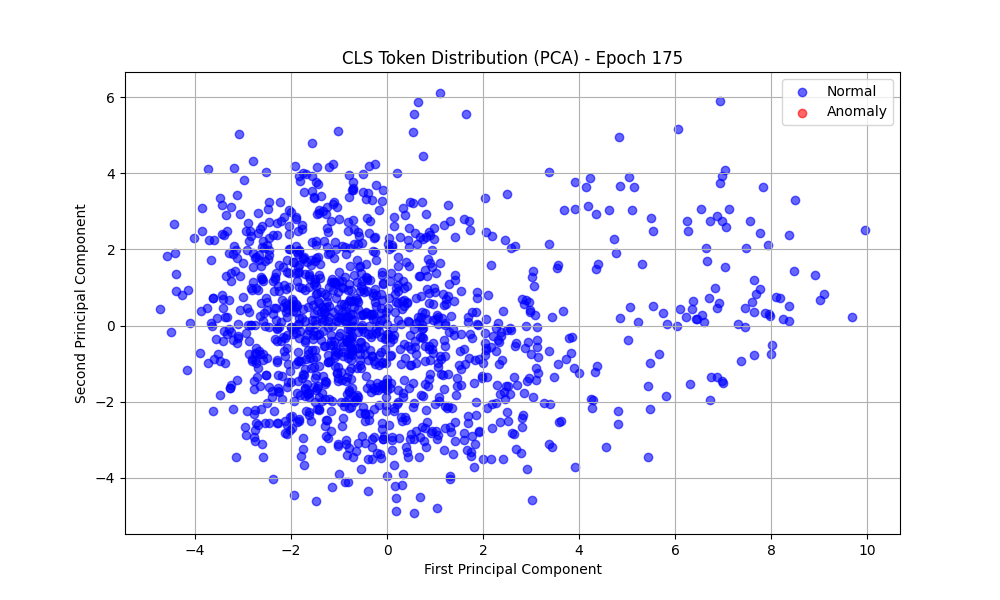 CLS Token Distribution (PCA) - Epoch 175
Normal
Anomaly
Second Principal Component
6
4
2
0
−2
−4
−4
−2
0
2
4
6
8
10
First Principal Component